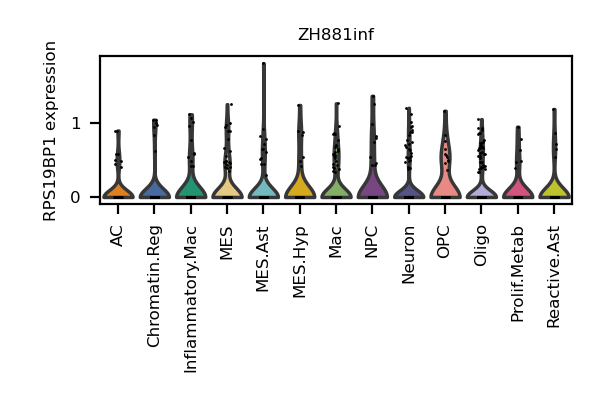 ZH881inf
RPS19BP1 expression
1
0
AC
Chromatin.Reg
Inflammatory.Mac
MES
MES.Ast
MES.Hyp
Mac
NPC
Neuron
OPC
Oligo
Prolif.Metab
Reactive.Ast